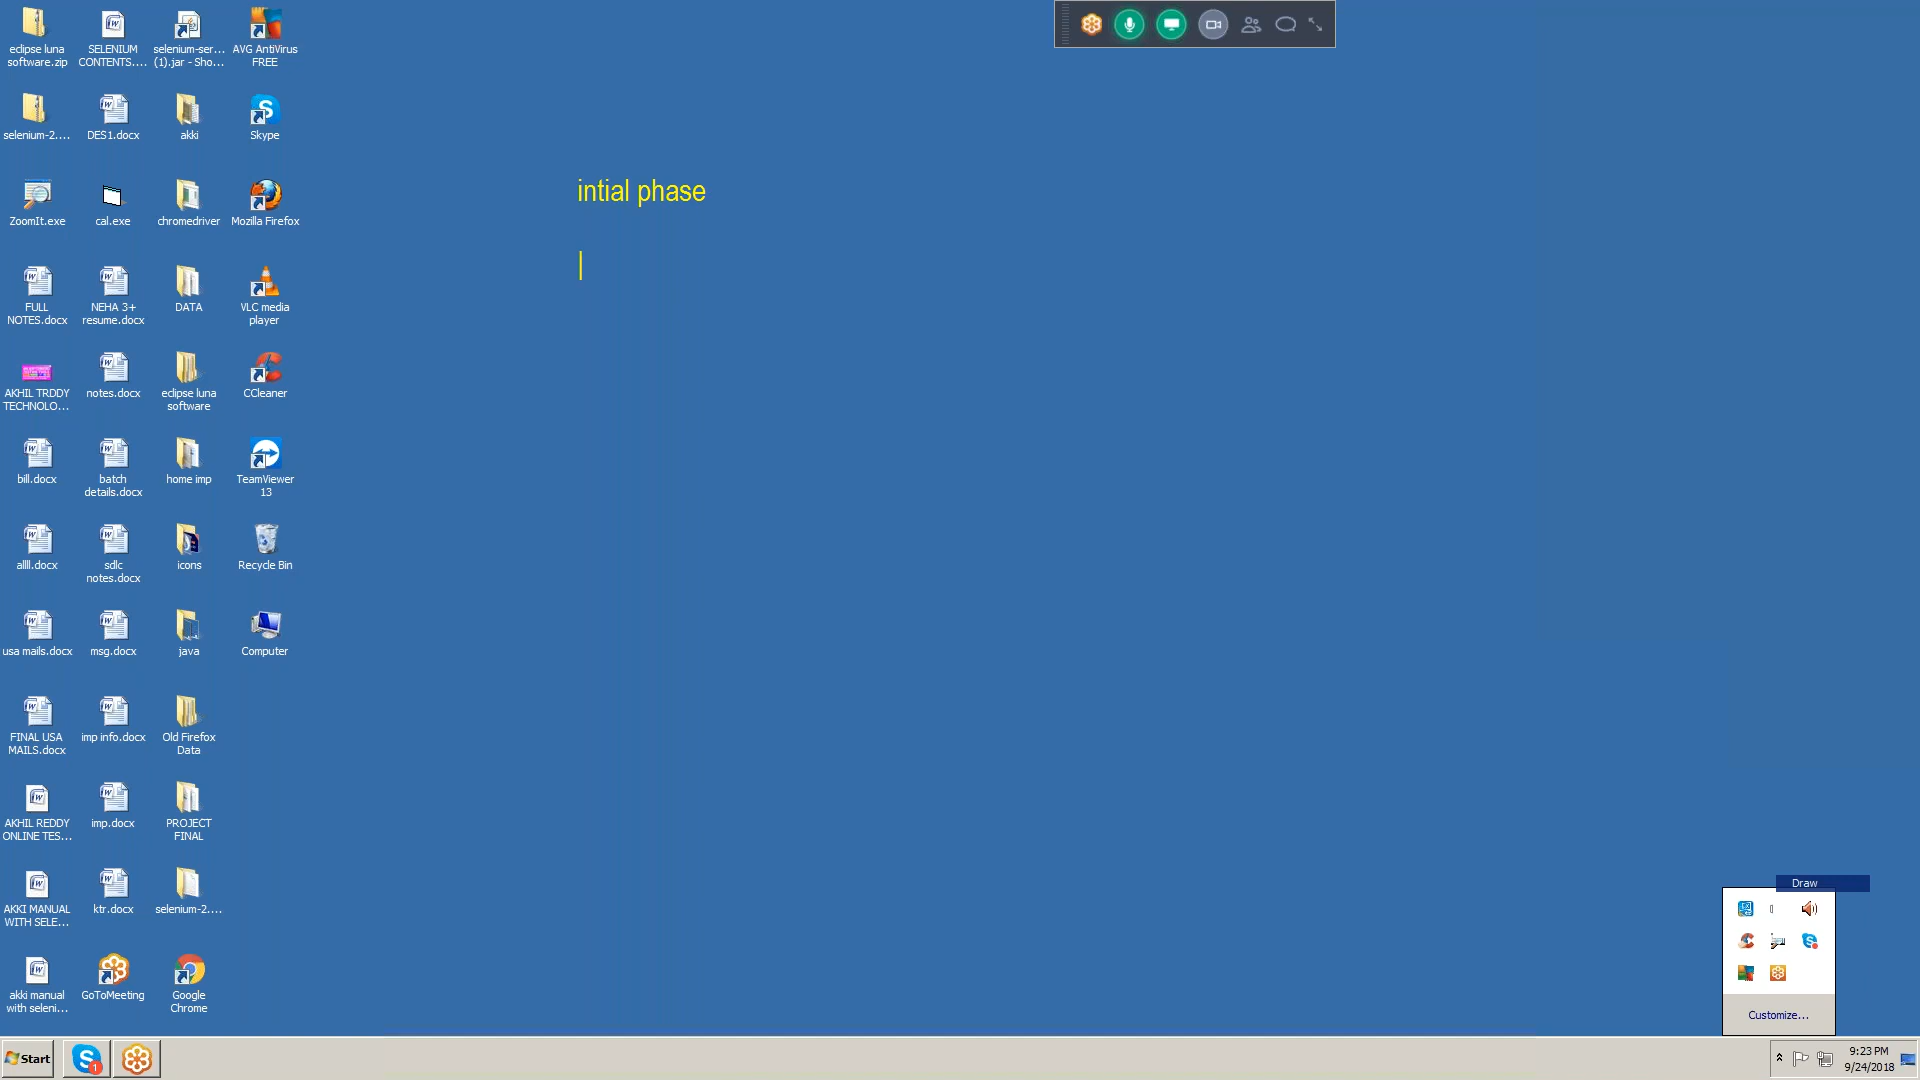 eclipse luna
software.zip
SELENIUM
CONTENTS....
selenium-ser...
(1).jar - Sho...
AVG AntiVirus
FREE
selenium-2....
DES1.docx
akki
Skype
ZoomIt.exe
cal.exe
chromedriver
Mozilla Firefox
intial phase
FULL
NOTES.docx
NEHA 3+
resume.docx
DATA
VLC media
player
AKHIL TRDDY
TECHNOLO...
notes.docx
eclipse luna
software
CCleaner
bill.docx
batch
details.docx
home imp
TeamViewer
13
allll.docx
sdlc
notes.docx
icons
Recycle Bin
usa mails.docx
msg.docx
java
Computer
FINAL USA
MAILS.docx
imp info.docx
Old Firefox
Data
AKHIL REDDY
ONLINE TES...
imp.docx
PROJECT
FINAL
AKKI MANUAL
WITH SELE...
ktr.docx
selenium-2....
akki manual
with seleni...
GoToMeeting
Google
Chrome
Draw
Customize...
Start
1
9:23 PM
9/24/2018